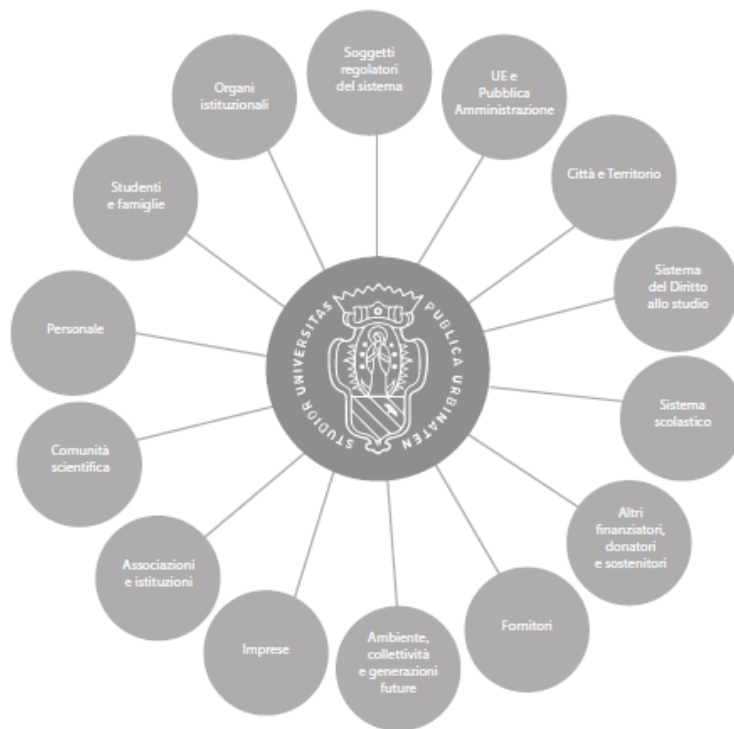 Soggetti
regolatori
del sistema
UE e
Pubblica
Amministrazione
Città e Territorio
Sistema
del Diritto
allo studio
Sistema
scolastico
Altri
finanziatori,
donatori
e sostenitori
Fornitori
Ambiente,
collettività
e generazioni
future
Imprese
Associazioni
e istituzioni
Comunità
scientifica
Personale
Studenti
e famiglie
Organi
istituzionali
STUDIOR UNIVERSITAS PUBLICA URBINATEN